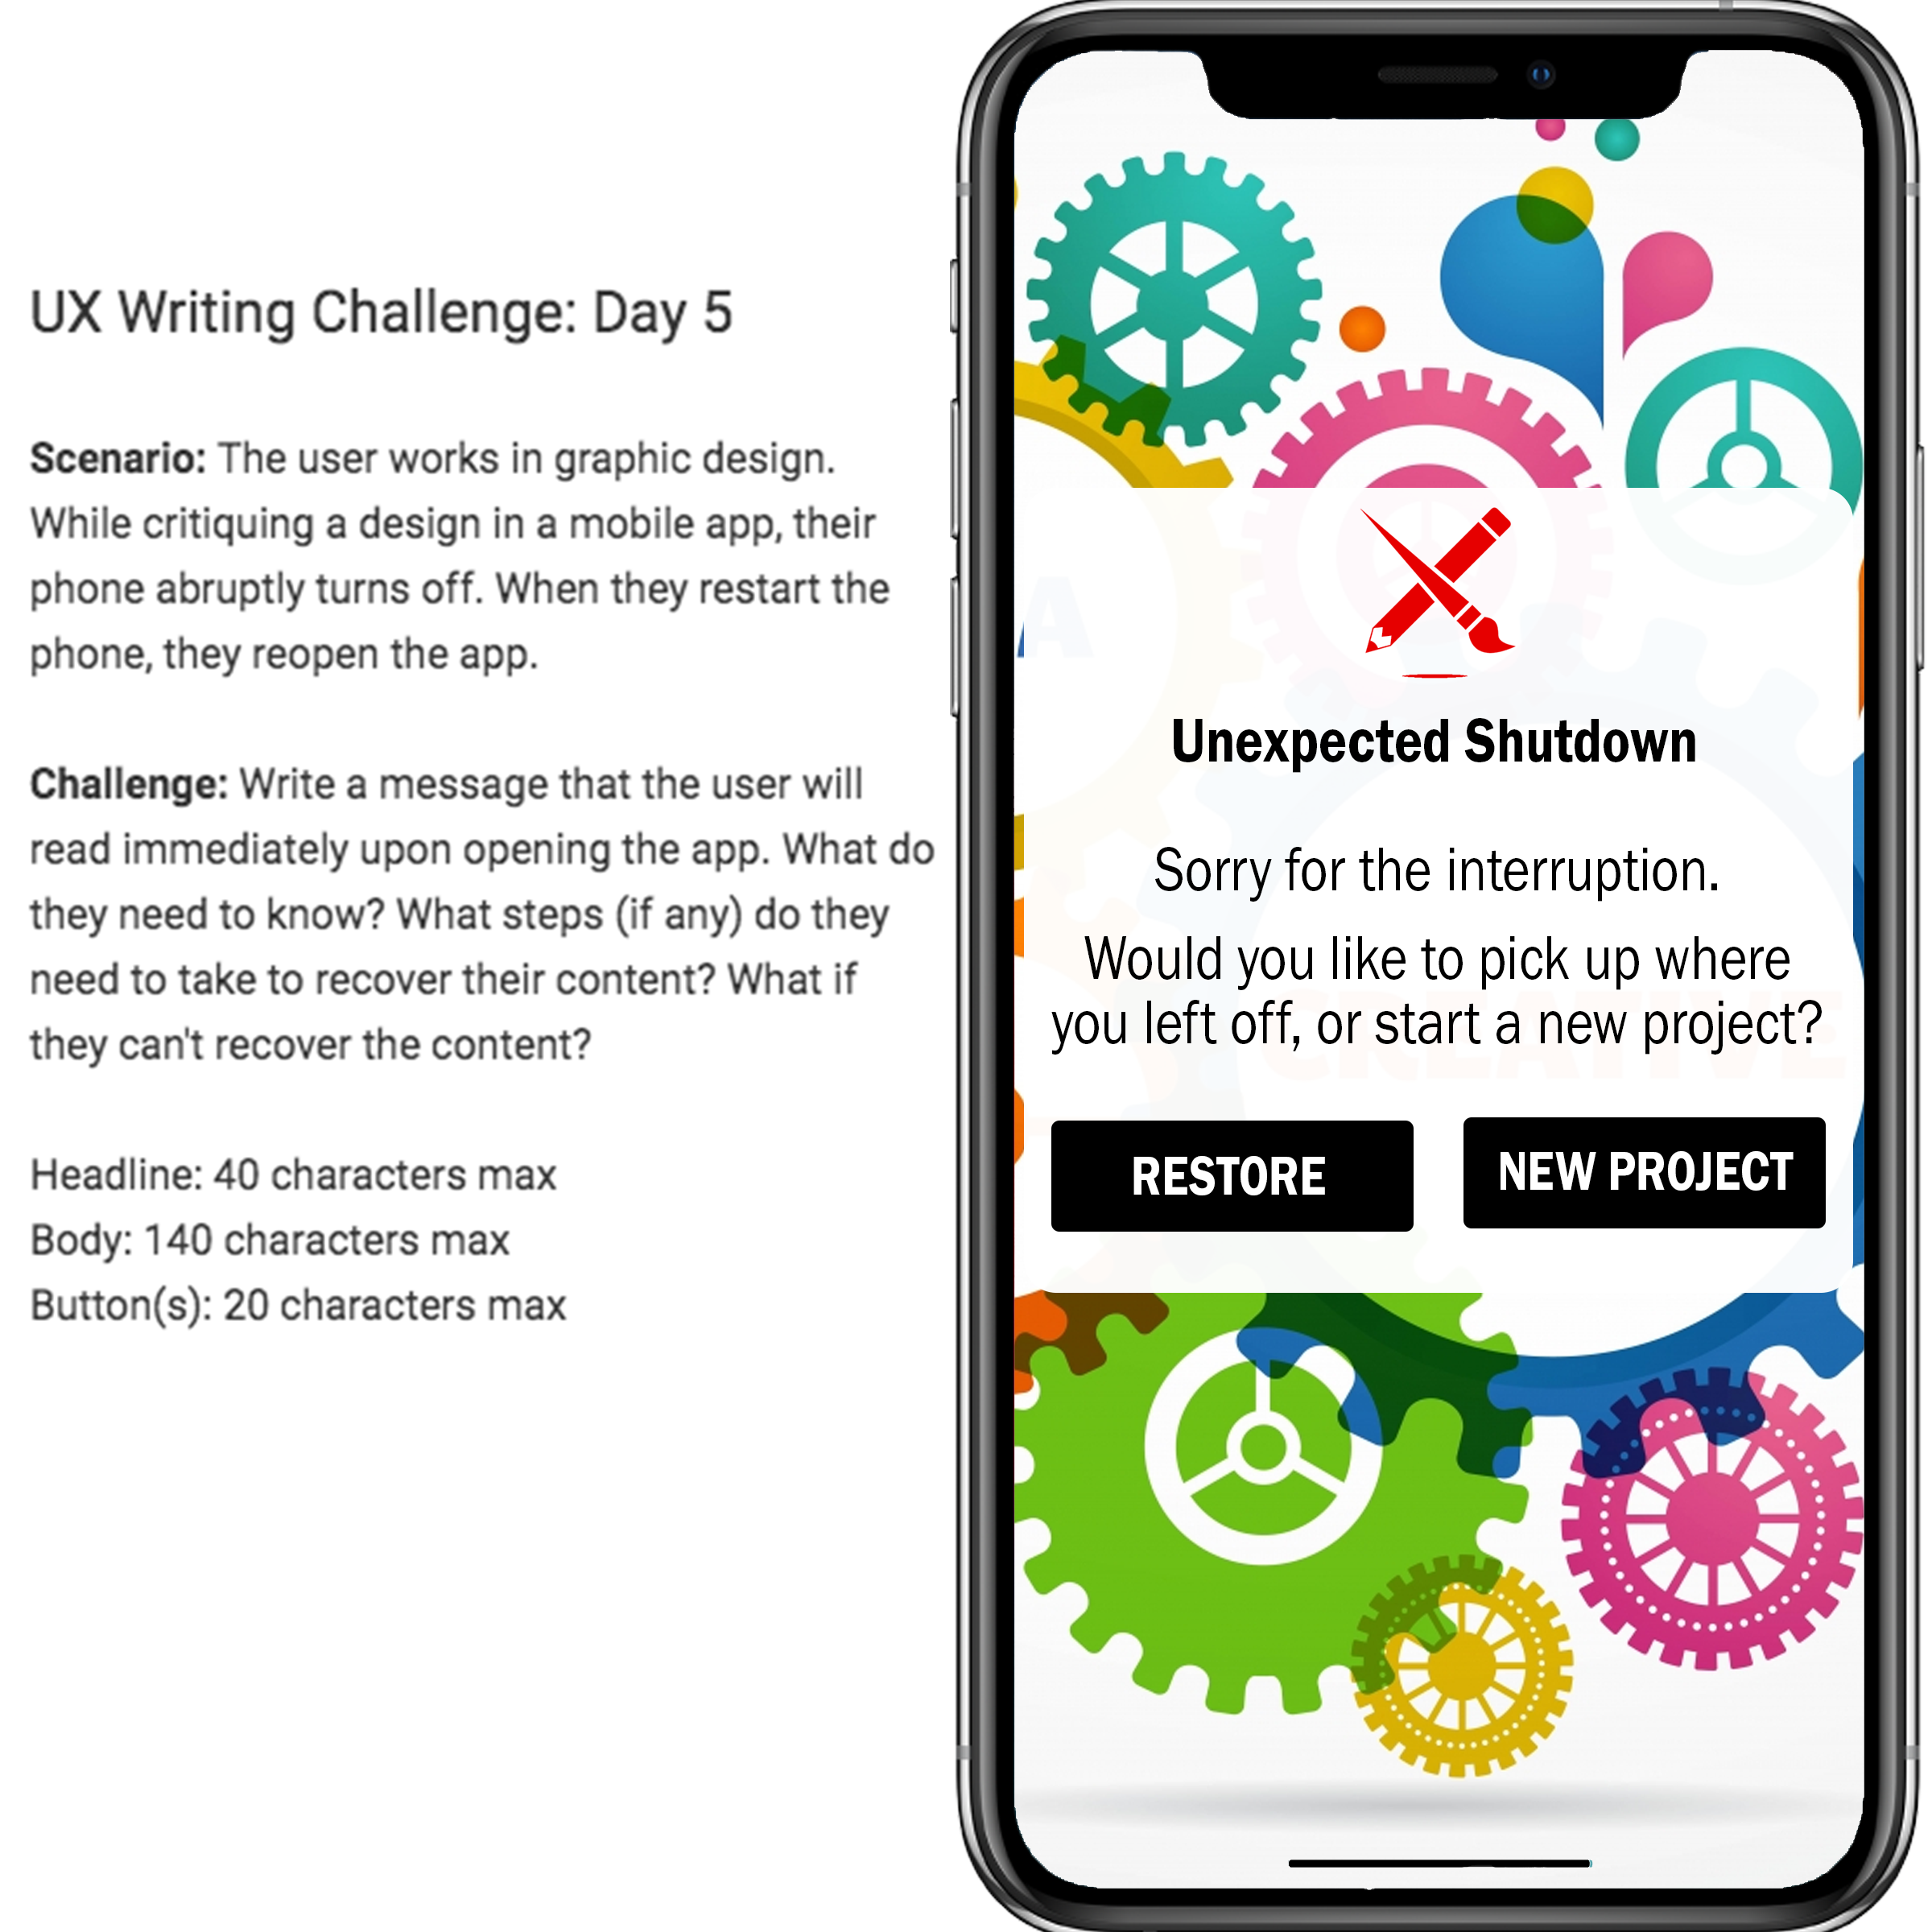 UX Writing Challenge: Day 5
Scenario: The user works in graphic design.
While critiquing a design in a mobile app, their
phone abruptly turns off. When they restart the
phone, they reopen the app.
Challenge: Write a message that the user will
read immediately upon opening the app. What do
they need to know? What steps (if any) do they
need to take to recover their content? What if
they can't recover the content?
Headline: 40 characters max
Body: 140 characters max
Button(s): 20 characters max
A
Unexpected Shutdown
Sorry for the interruption.
Would you like to pick up where
you left off, or start a new project?
CREATIVE
RESTORE
NEW PROJECT